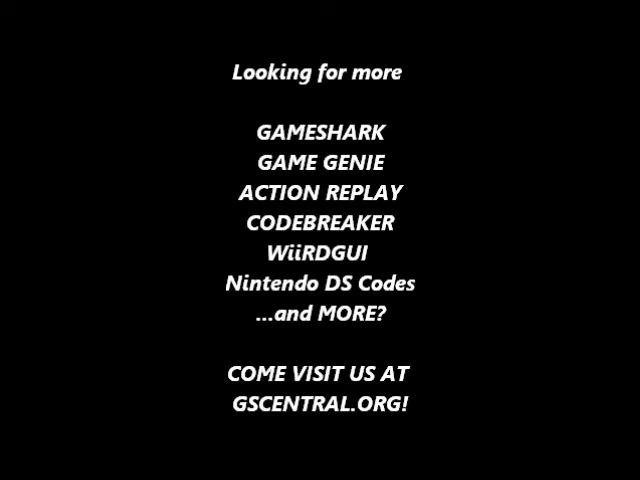 Looking for more
GAMESHARK
GAME GENIE
ACTION REPLAY
CODEBREAKER
WiiRDGUI
Nintendo DS Codes
...and MORE?
COME VISIT US AT
GSCENTRAL.ORG!